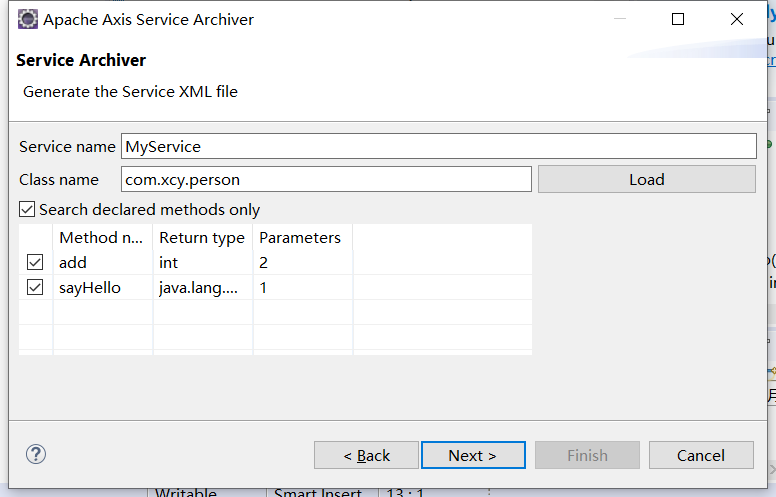 Apache Axis Service Archiver
Service Archiver
Generate the Service XML file
Service name MyService
Class name com.xcy.person Load
Search declared methods only
Method n... Return type Parameters
add int 2
sayHello java.lang.... 1
< Back Next > Finish Cancel
Writable Smart Insert 13 : 1